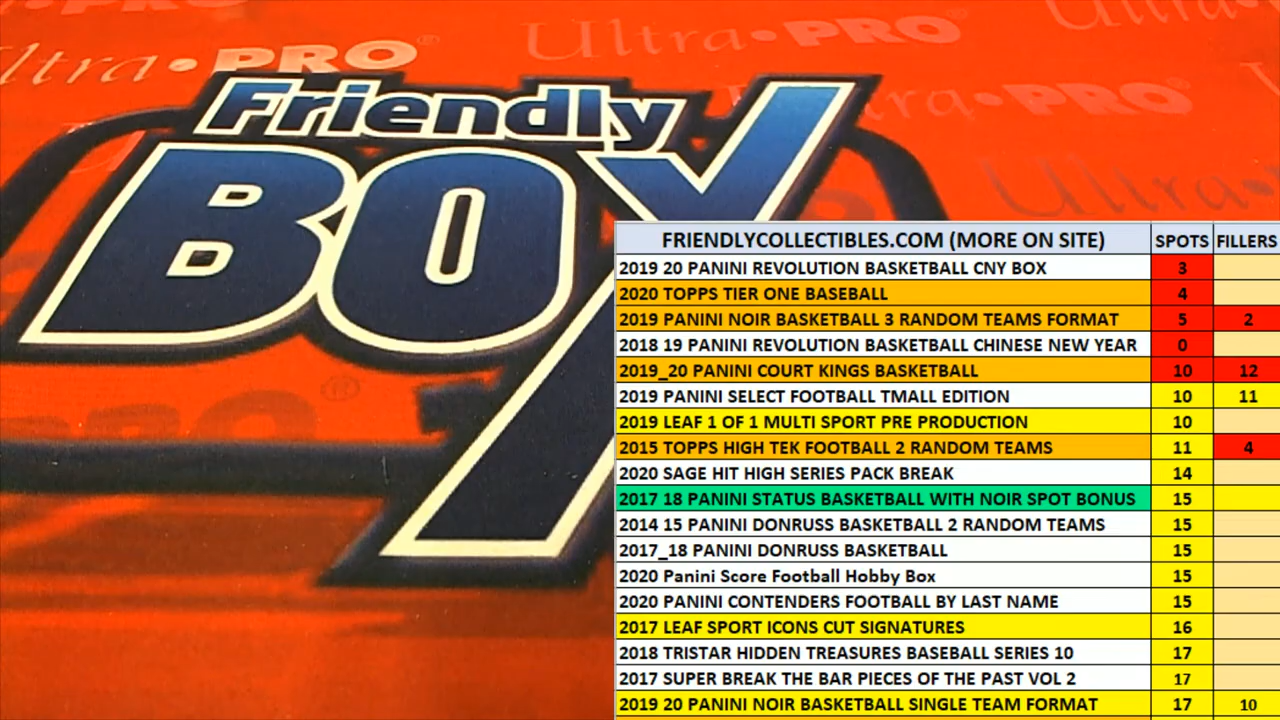 Ultra•PRO®
Ultra•PRO®
Ultra•PRO®
Ultra•
Friendly
BOY
FRIENDLYCOLLECTIBLES.COM (MORE ON SITE) SPOTS FILLERS
2019 20 PANINI REVOLUTION BASKETBALL CNY BOX 3
2020 TOPPS TIER ONE BASEBALL 4
2019 PANINI NOIR BASKETBALL 3 RANDOM TEAMS FORMAT 5 2
2018 19 PANINI REVOLUTION BASKETBALL CHINESE NEW YEAR 0
2019_20 PANINI COURT KINGS BASKETBALL 10 12
2019 PANINI SELECT FOOTBALL TMALL EDITION 10 11
2019 LEAF 1 OF 1 MULTI SPORT PRE PRODUCTION 10
2015 TOPPS HIGH TEK FOOTBALL 2 RANDOM TEAMS 11 4
2020 SAGE HIT HIGH SERIES PACK BREAK 14
2017 18 PANINI STATUS BASKETBALL WITH NOIR SPOT BONUS 15
2014 15 PANINI DONRUSS BASKETBALL 2 RANDOM TEAMS 15
2017_18 PANINI DONRUSS BASKETBALL 15
2020 Panini Score Football Hobby Box 15
2020 PANINI CONTENDERS FOOTBALL BY LAST NAME 15
2017 LEAF SPORT ICONS CUT SIGNATURES 16
2018 TRISTAR HIDDEN TREASURES BASEBALL SERIES 10 17
2017 SUPER BREAK THE BAR PIECES OF THE PAST VOL 2 17
2019 20 PANINI NOIR BASKETBALL SINGLE TEAM FORMAT 17 10